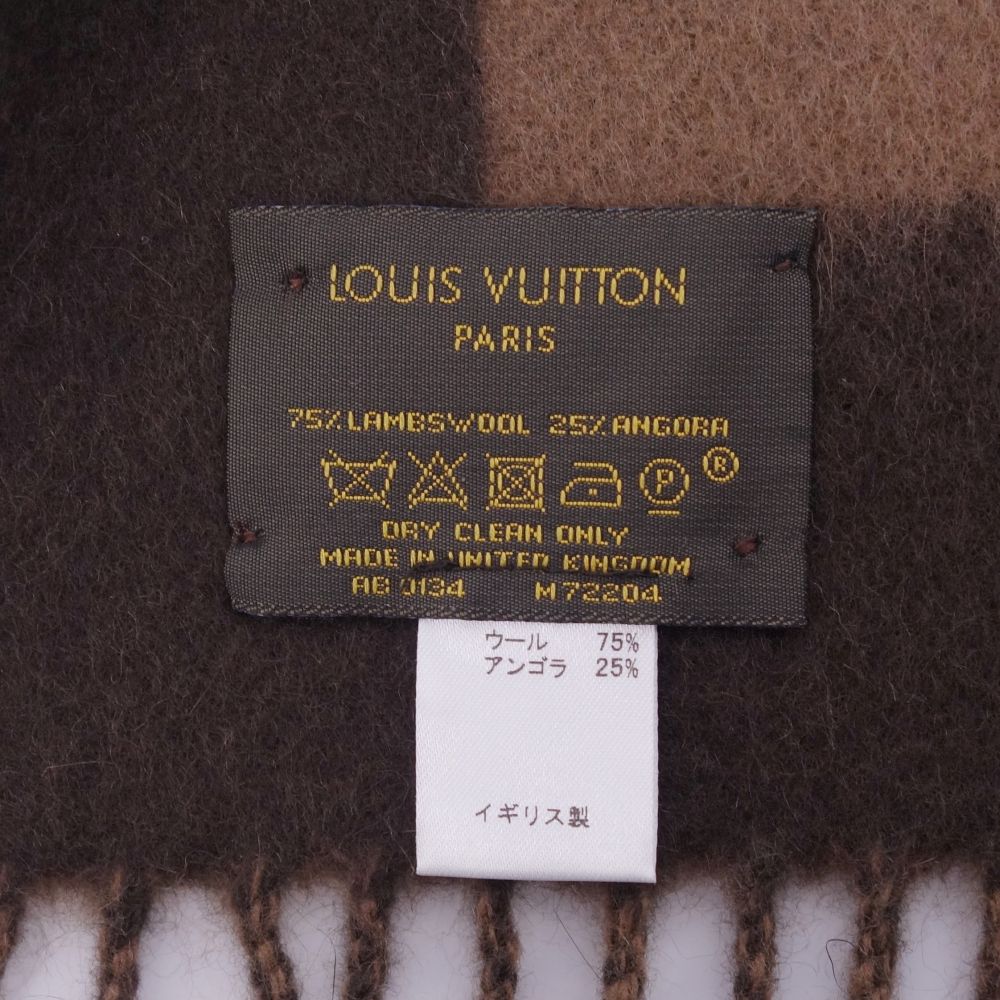 LOUIS VUITTON
PARIS
75% LAMBSWOOL 25% ANGORA
P ®
DRY CLEAN ONLY
MADE IN UNITED KINGDOM
AB 0134 M72204
ウール 75%
アンゴラ 25%
イギリス製